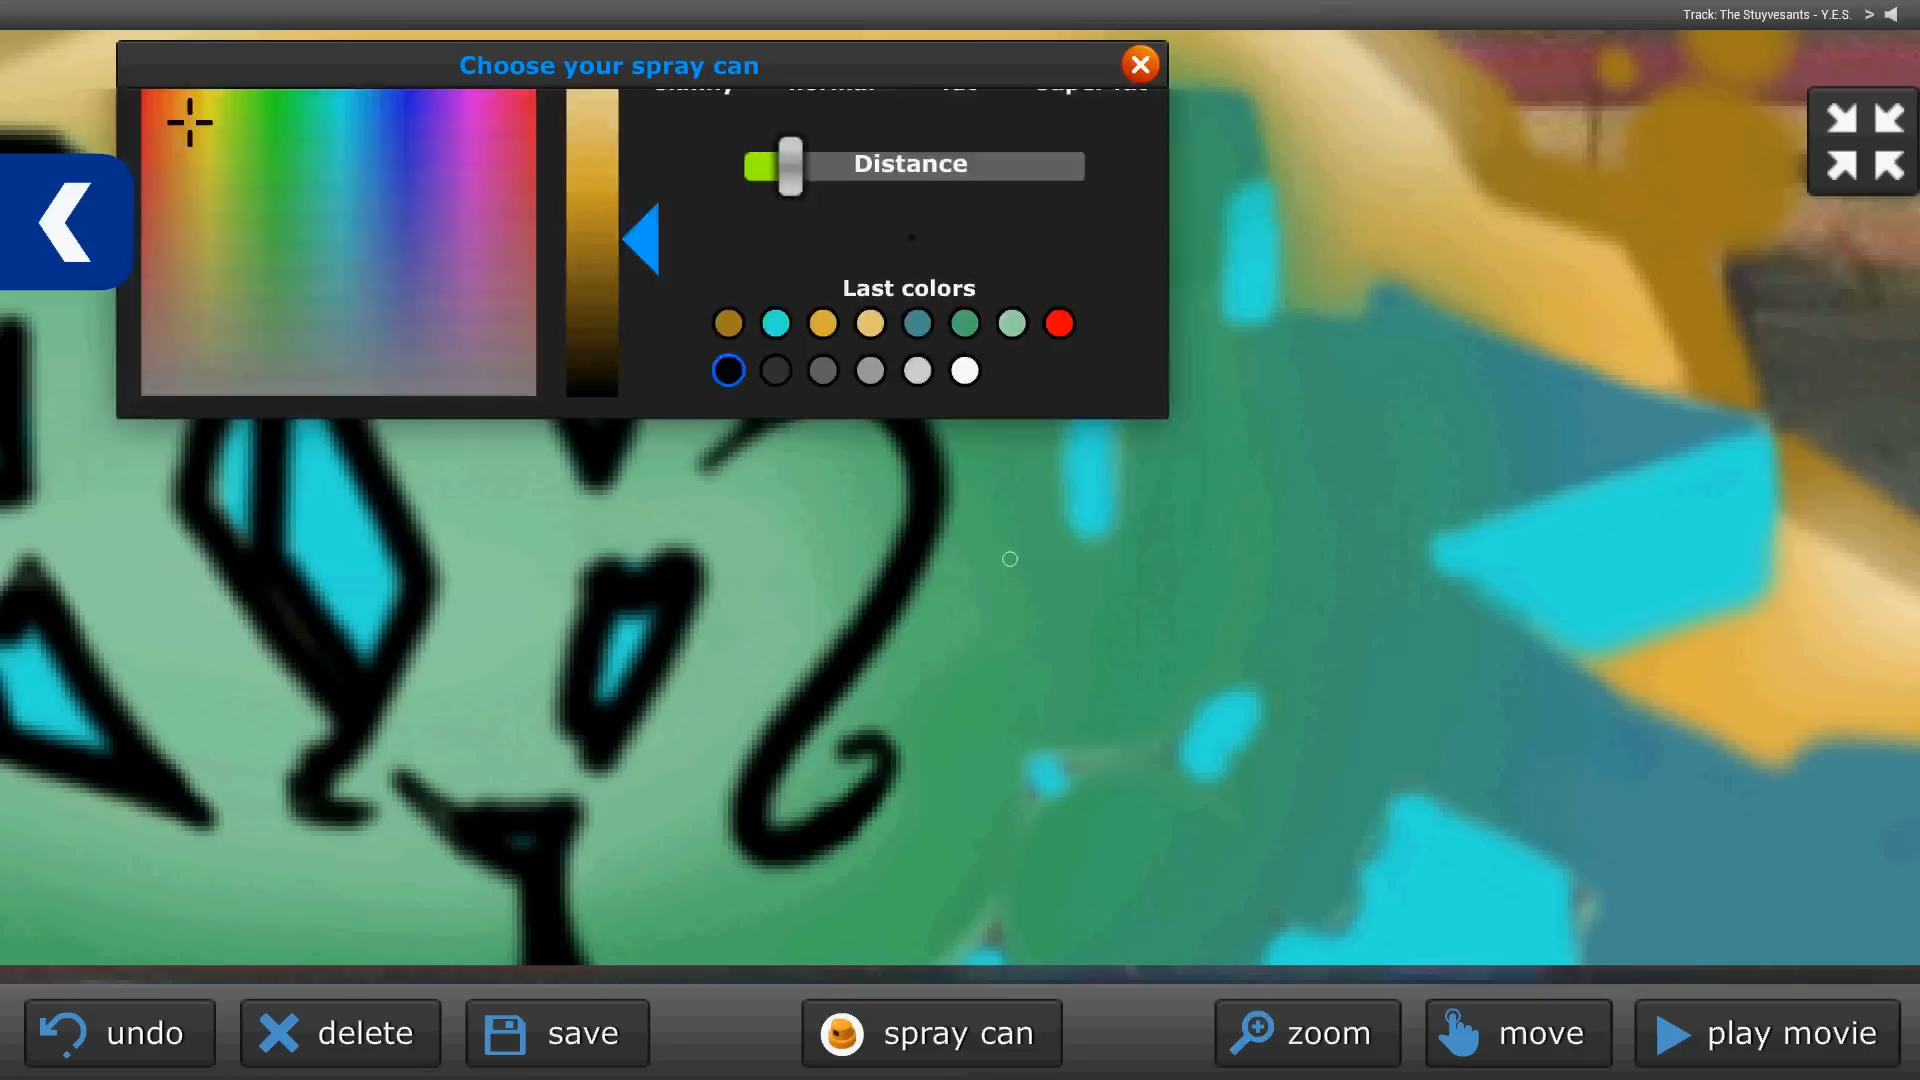 Track: The Stuyvesants - Y.E.S. >
Choose your spray can
Distance
Last colors
undo
delete
save
spray can
zoom
move
play movie